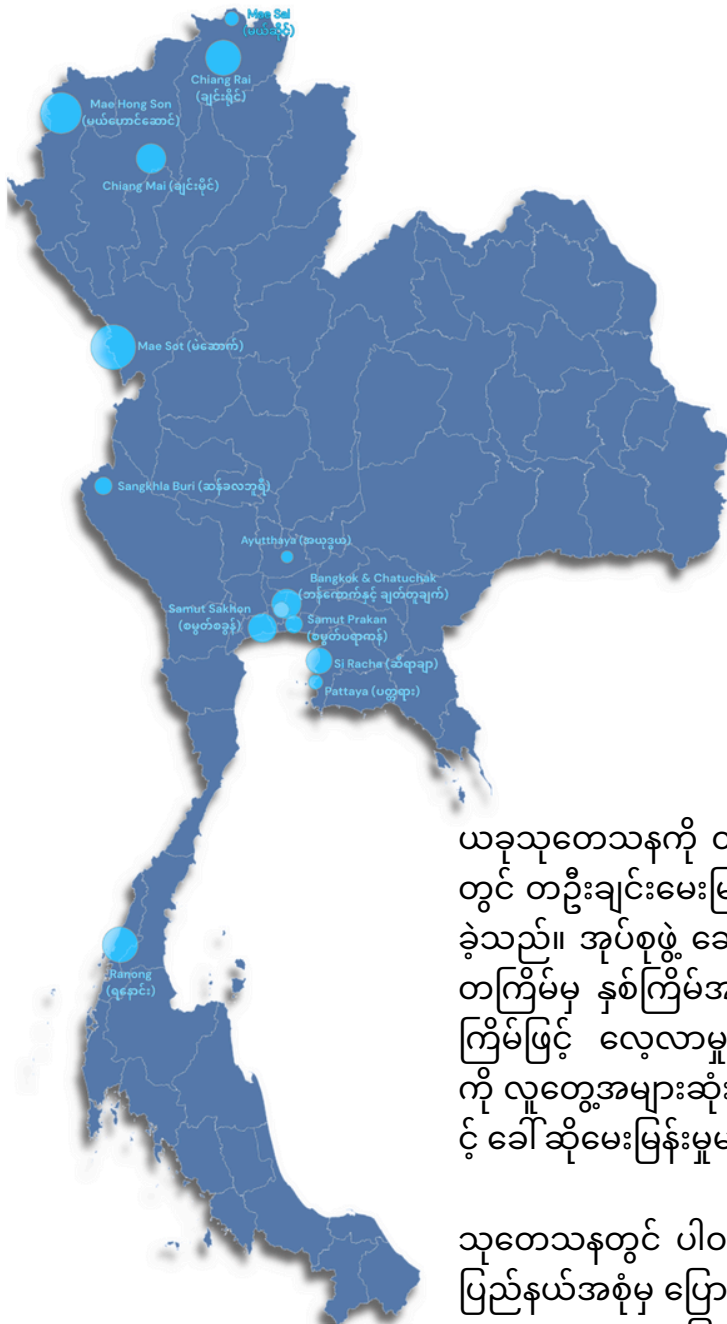 Mae Sai
(မယ်ဆိုင်)
Chiang Rai
(ချင်းရိုင်)
Mae Hong Son
(မယ်ဟောင်ဆောင်)
Chiang Mai (ချင်းမိုင်)
Mae Sot (မဲဆောက်)
Sangkhla Buri (ဆန်ခလဘူရီ)
Ayutthaya (အယုဒ္ဓယ)
Bangkok & Chatuchak
(ဘန်ကောက်နှင့် ချတ်တူချက်)
Samut Sakhon
(စမွတ်စခွန်)
Samut Prakan
(စမွတ်ပရာကန်)
Si Racha (ဆီရာချာ)
Pattaya (ပတ္တရား)
ယခုသုတေသနကို
တွင် တဦးချင်းမေးမြ
ခဲ့သည်။ အုပ်စုဖွဲ့ ဆေ
တကြိမ်မှ နှစ်ကြိမ်အ
ကြိမ်ဖြင့် လေ့လာမှု
ကို လူတွေ့အများဆုံး
င့် ခေါ်ဆိုမေးမြန်းမှုမ
Ranong
(ရနောင်း)
သုတေသနတွင် ပါဝ
ပြည်နယ်အစုံမှ ပြော